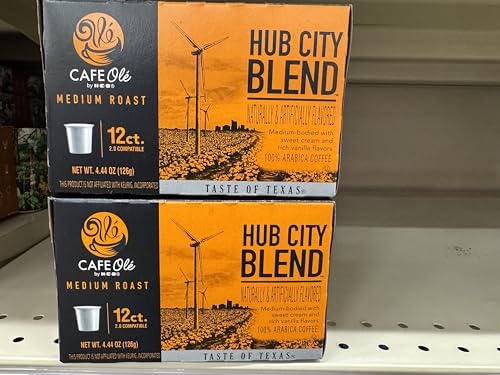 CAFE Olé
by H-E-B®
MEDIUM ROAST
12ct.
2.0 COMPATIBLE
NET WT. 4.44 OZ (126g)
THIS PRODUCT IS NOT AFFILIATED WITH KEURIG, INCORPORATED
HUB CITY
BLEND™
NATURALLY & ARTIFICIALLY FLAVORED
Medium-bodied with
sweet cream and
rich vanilla flavors
100% ARABICA COFFEE
TASTE OF TEXAS®
CAFE Olé
by H-E-B®
MEDIUM ROAST
12ct.
2.0 COMPATIBLE
NET WT. 4.44 OZ (126g)
THIS PRODUCT IS NOT AFFILIATED WITH KEURIG, INCORPORATED
HUB CITY
BLEND™
NATURALLY & ARTIFICIALLY FLAVORED
Medium-bodied with
sweet cream and
rich vanilla flavors
100% ARABICA COFFEE
TASTE OF TEXAS®